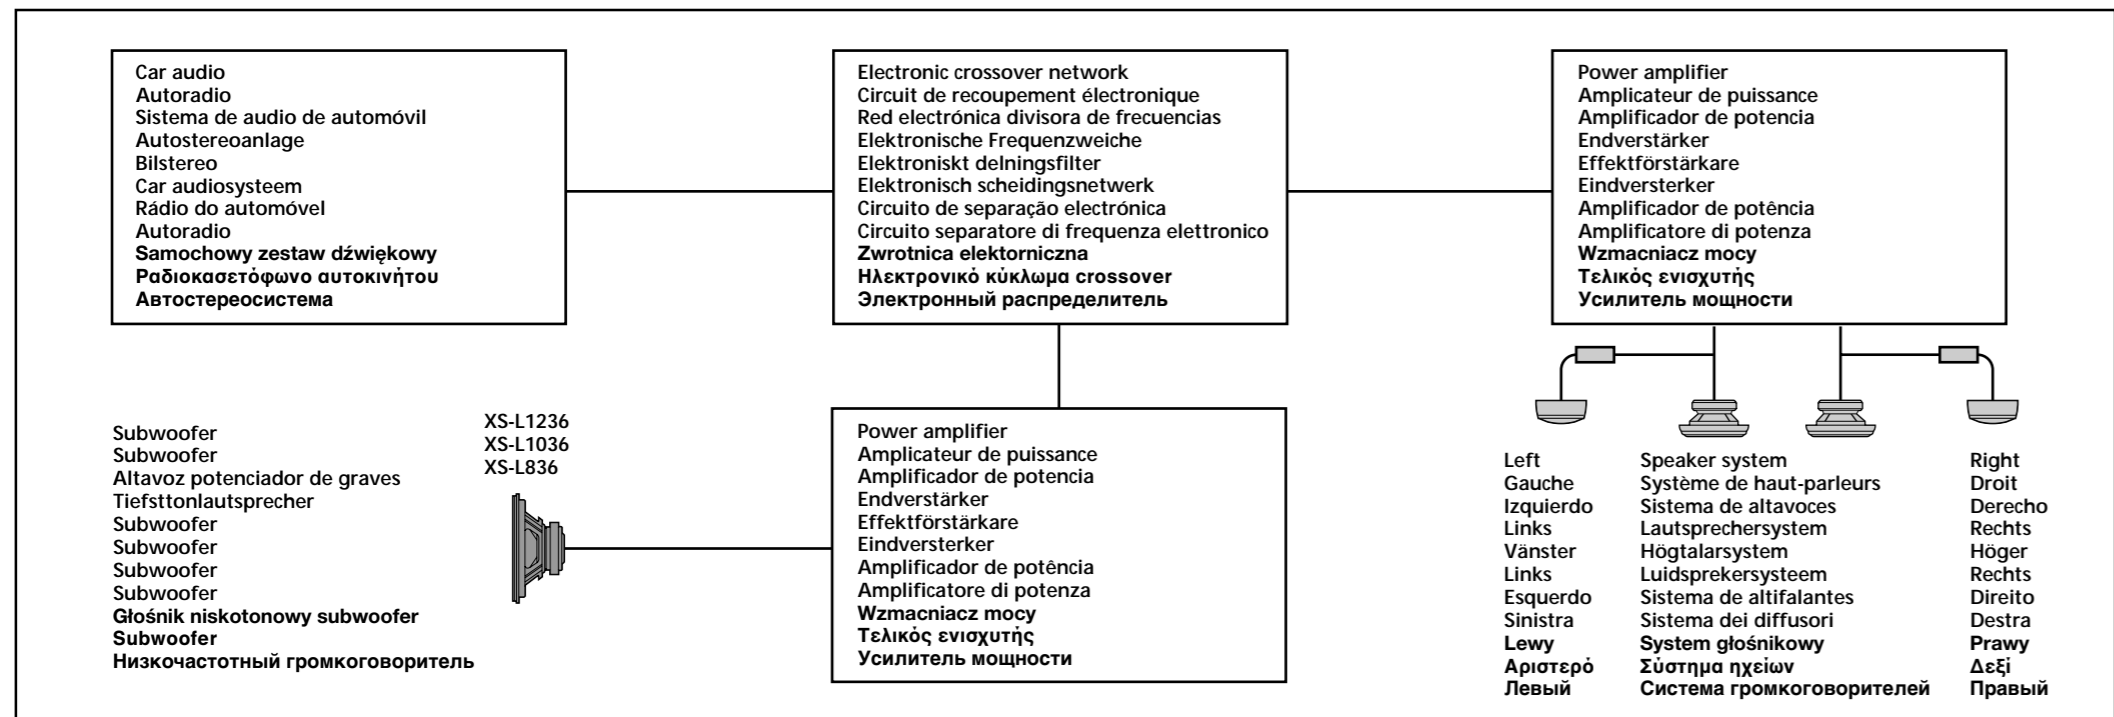 Car audio
Autoradio
Sistema de audio de automóvil
Autostereoanlage
Bilstereo
Car audiosysteem
Rádio do automóvel
Autoradio
Samochowy zestaw dźwiękowy
Ραδιοκασετόφωνο αυτοκινήτου
Автостереосистема
Electronic crossover network
Circuit de recoupement électronique
Red electrónica divisora de frecuencias
Elektronische Frequenzweiche
Elektroniskt delningsfilter
Elektronisch scheidingsnetwerk
Circuito de separação electrónica
Circuito separatore di frequenza elettronico
Zwrotnica elektorniczna
Ηλεκτρονικό κύκλωμα crossover
Электронный распределитель
Power amplifier
Amplicateur de puissance
Amplificador de potencia
Endverstärker
Effektförstärkare
Eindversterker
Amplificador de potência
Amplificatore di potenza
Wzmacniacz mocy
Τελικός ενισχυτής
Усилитель мощности
Subwoofer
Subwoofer
Altavoz potenciador de graves
Tiefsttonlautsprecher
Subwoofer
Subwoofer
Subwoofer
Subwoofer
Głośnik niskotonowy subwoofer
Subwoofer
Низкочастотный громкоговоритель
XS-L1236
XS-L1036
XS-L836
Power amplifier
Amplicateur de puissance
Amplificador de potencia
Endverstärker
Effektförstärkare
Eindversterker
Amplificador de potência
Amplificatore di potenza
Wzmacniacz mocy
Τελικός ενισχυτής
Усилитель мощности
Left
Gauche
Izquierdo
Links
Vänster
Links
Esquerdo
Sinistra
Lewy
Αριστερό
Левый
Speaker system
Système de haut-parleurs
Sistema de altavoces
Lautsprechersystem
Högtalarsystem
Luidsprekersysteem
Sistema de altifalantes
Sistema dei diffusori
System głośnikowy
Σύστημα ηχείων
Система громкоговорителей
Right
Droit
Derecho
Rechts
Höger
Rechts
Direito
Destra
Prawy
Δεξί
Правый